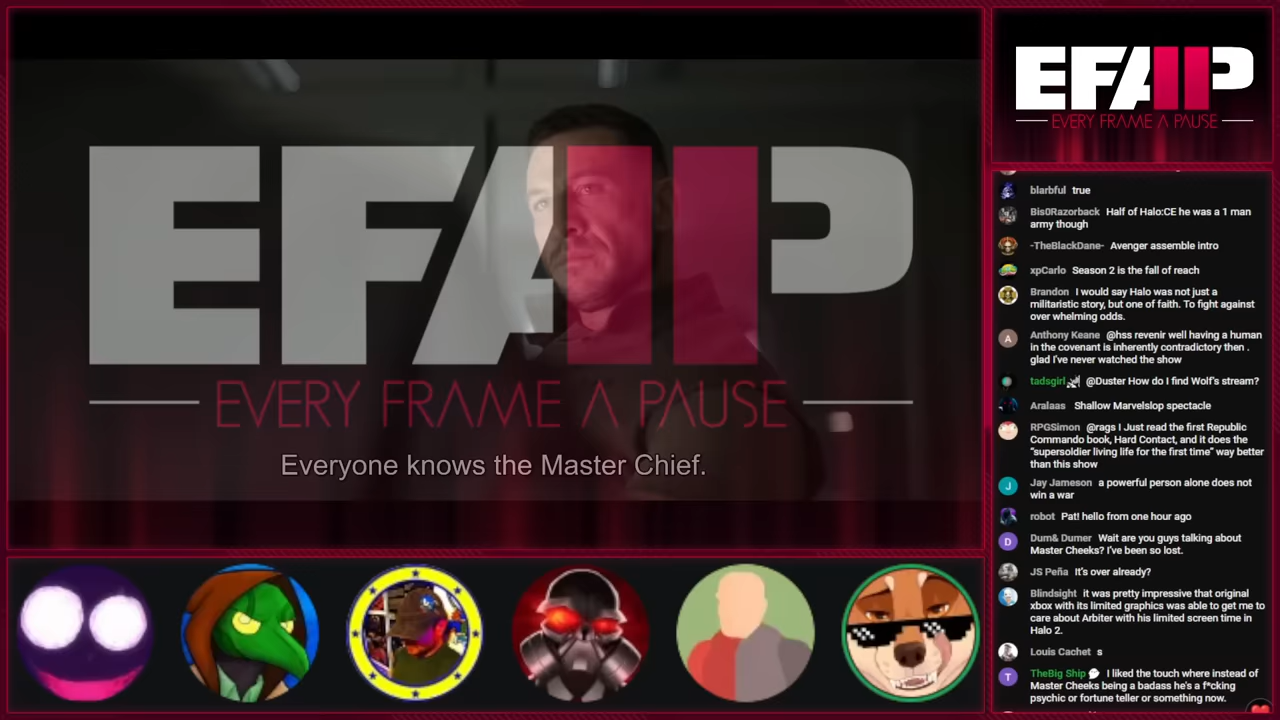 EFAP
EVERY FRAME A PAUSE
Everyone knows the Master Chief.
EFAP
EVERY FRAME A PAUSE
blarbful true
Bis0Razorback Half of Halo:CE he was a 1 man
army though
-TheBlackDane- Avenger assemble intro
xpCarlo Season 2 is the fall of reach
Brandon I would say Halo was not just a
militaristic story, but one of faith. To fight against
over whelming odds.
A
Anthony Keane @hss revenir well having a human
in the covenant is inherently contradictory then .
glad I've never watched the show
tadsgirl @Duster How do I find Wolf's stream?
Aralaas Shallow Marvelslop spectacle
RPGSimon @rags I Just read the first Republic
Commando book, Hard Contact, and it does the
"supersoldier living life for the first time" way better
than this show
J
Jay Jameson a powerful person alone does not
win a war
robot Pat! hello from one hour ago
D
Dum& Dumer Wait are you guys talking about
Master Cheeks? I've been so lost.
JS Peña It's over already?
Blindsight it was pretty impressive that original
xbox with its limited graphics was able to get me to
care about Arbiter with his limited screen time in
Halo 2.
Louis Cachet s
T
TheBig Ship 💬 I liked the touch where instead of
Master Cheeks being a badass he's a f*cking
psychic or fortune teller or something now.